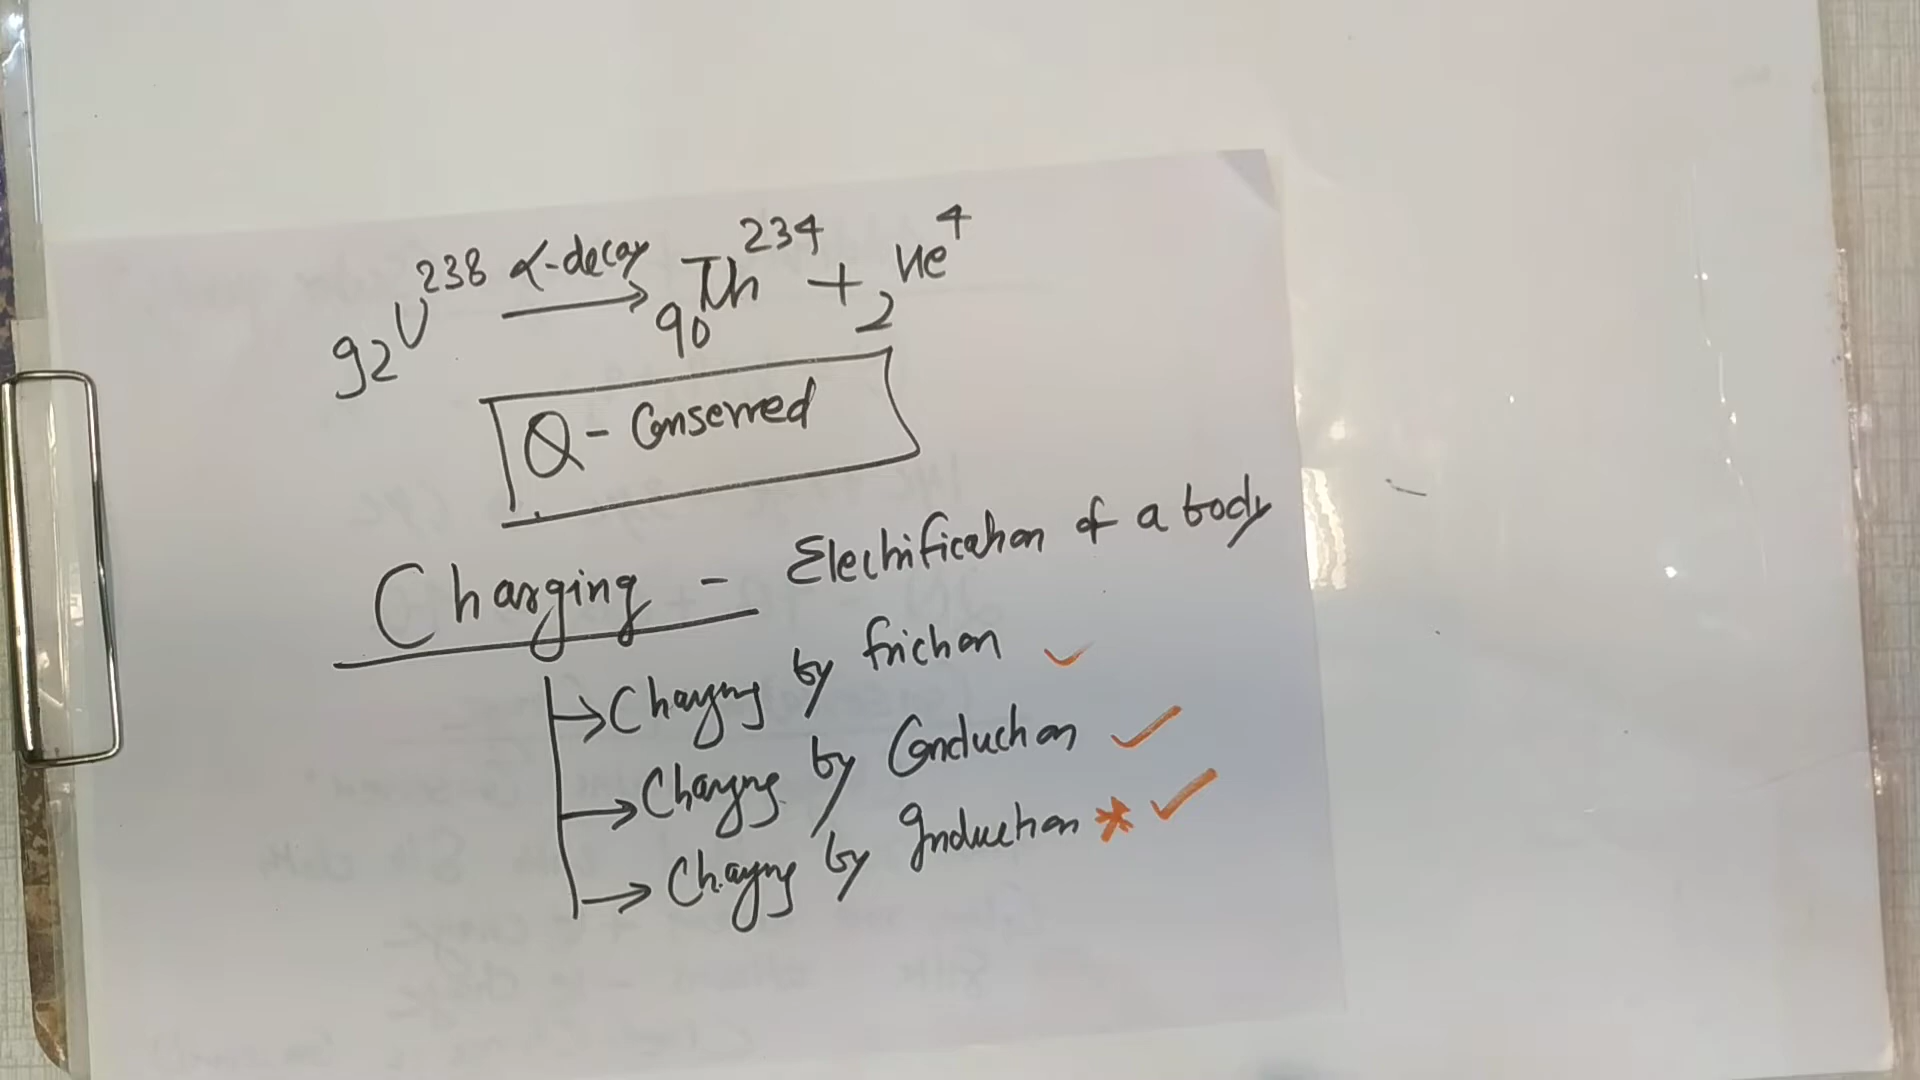 ₉₂U²³⁸ α-decay → ₉₀Th²³⁴ + ₂He⁴
Q - Conserved
Charging - Electrification of a body
→ Charging by friction ✓
→ Charging by Conduction ✓
→ Charging by Induction * ✓